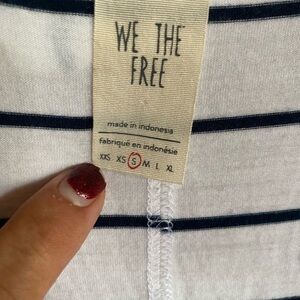 WE THE
FREE
made in indonesia
fabriqué en indonésie
XXS XS S M L XL